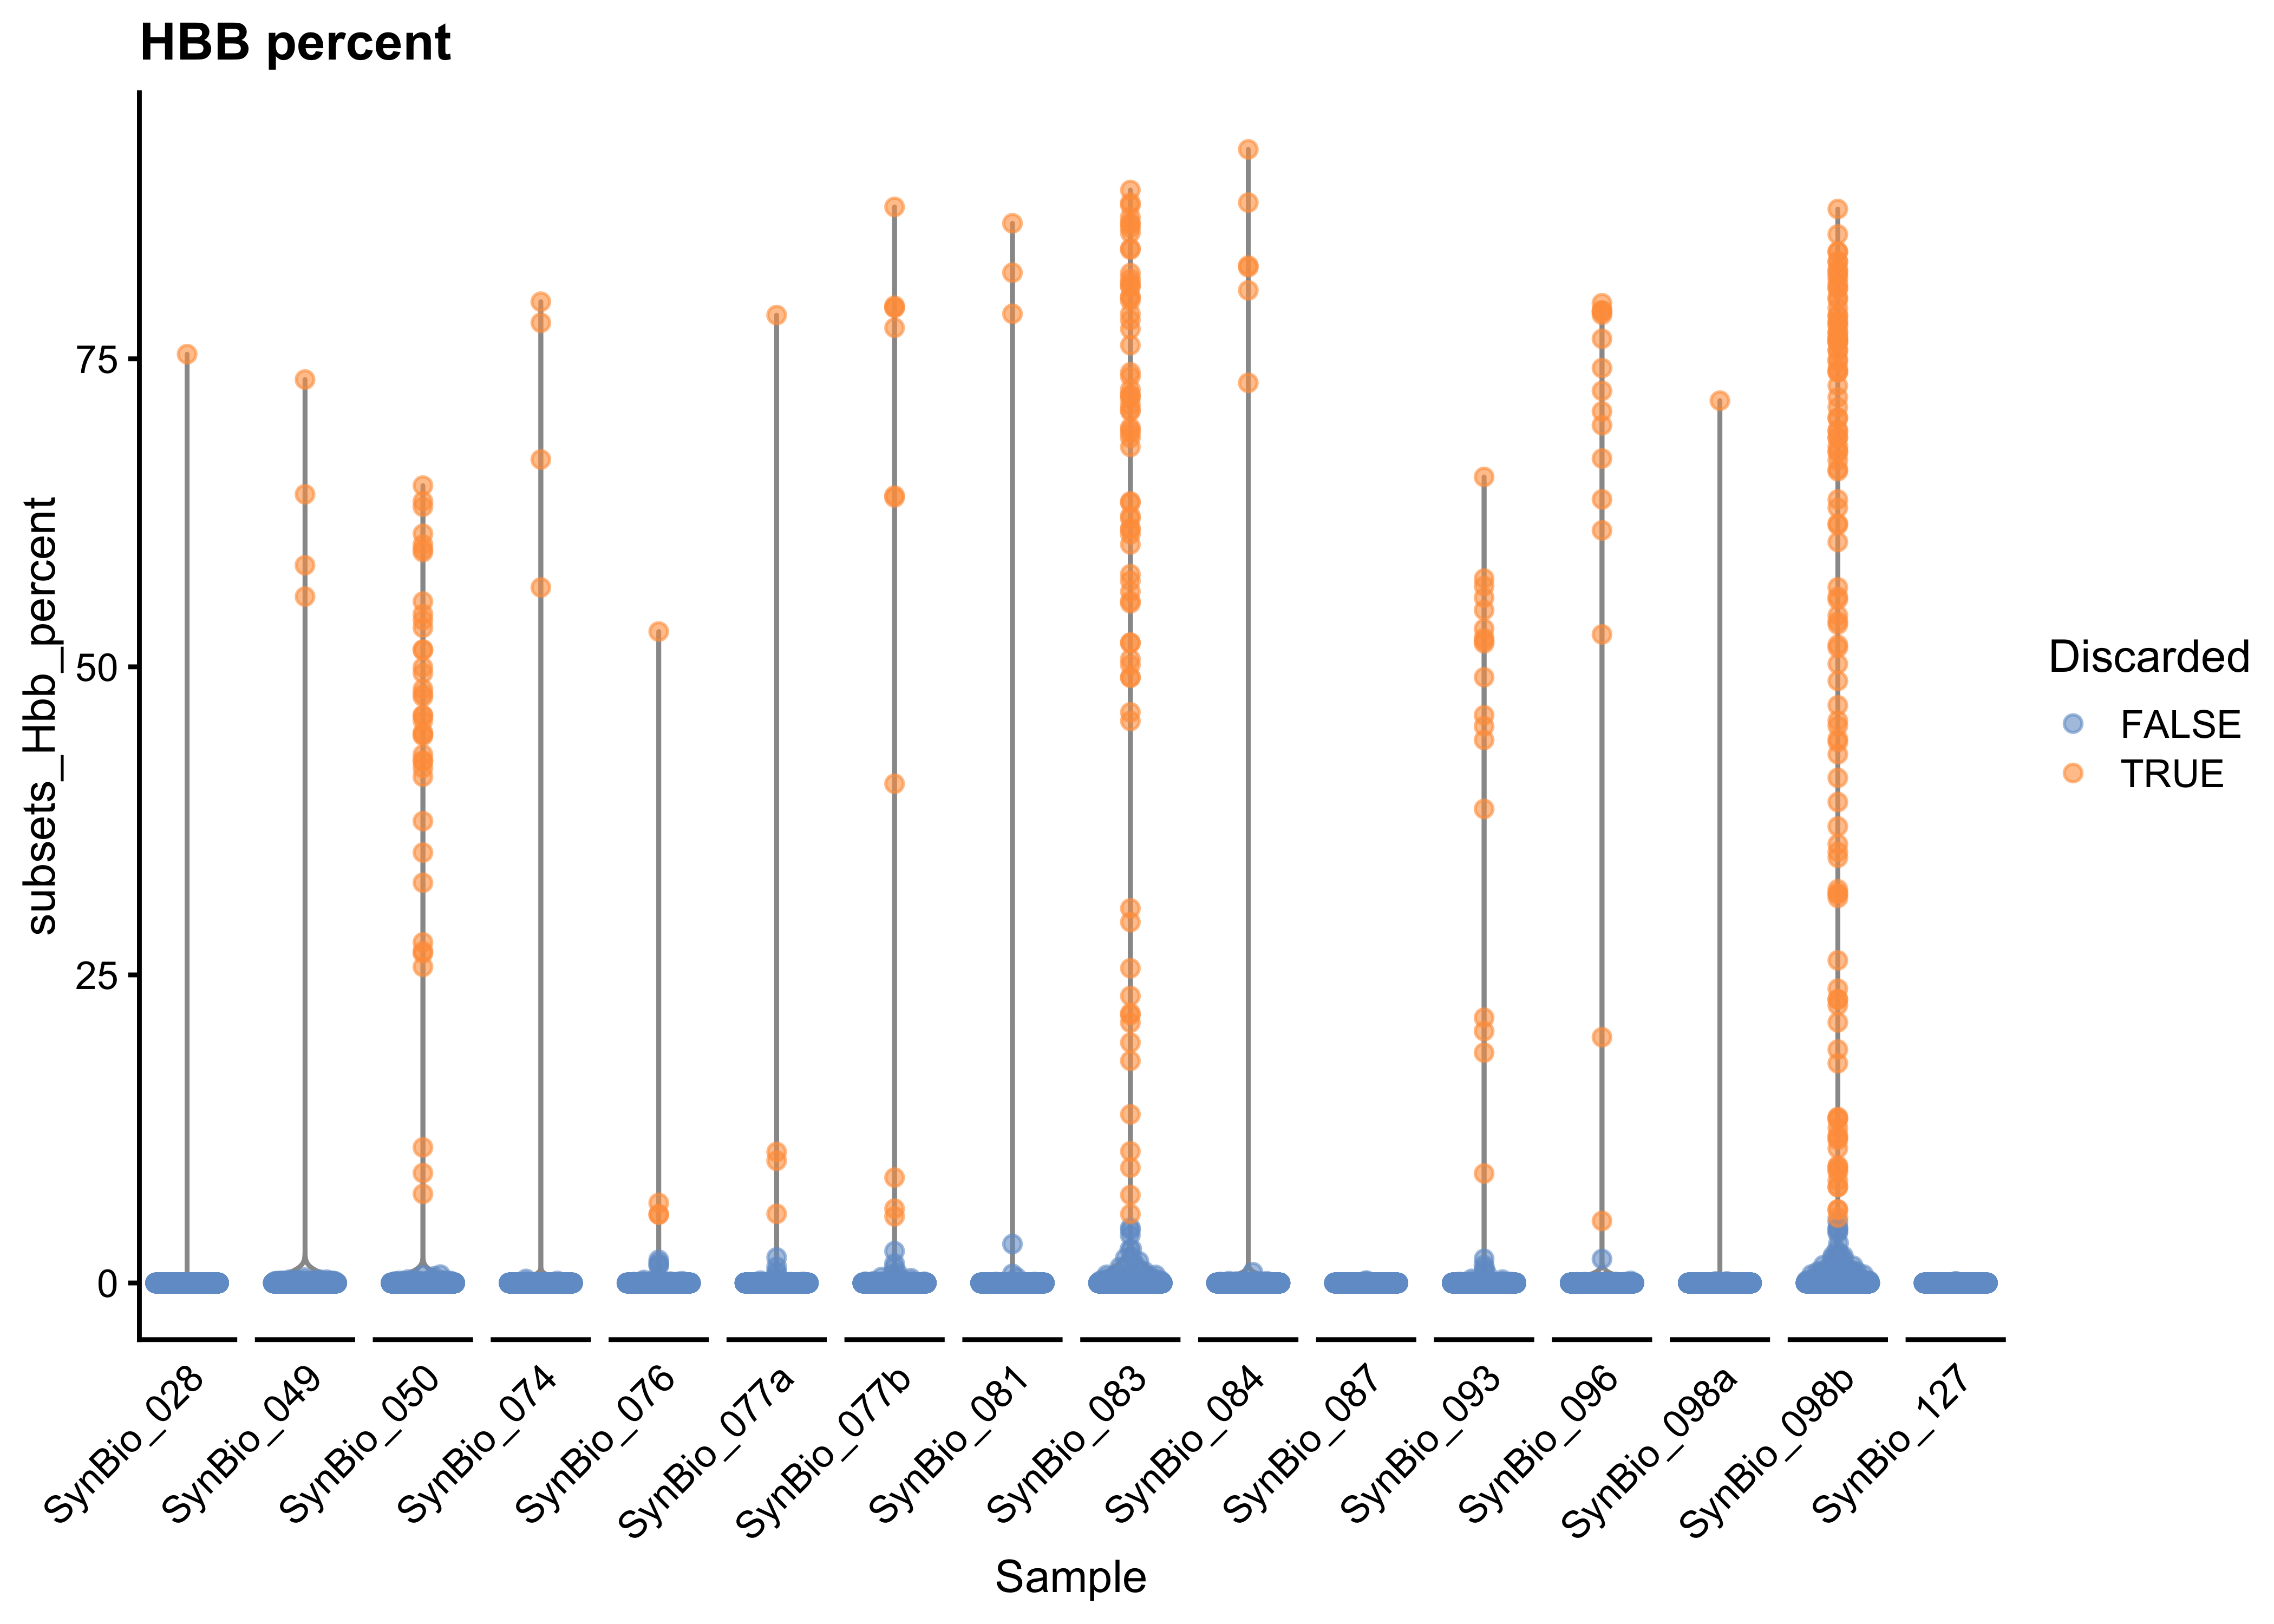 HBB percent
subsets_Hbb_percent
75
50
25
0
SynBio_028
SynBio_049
SynBio_050
SynBio_074
SynBio_076
SynBio_077a
SynBio_077b
SynBio_081
SynBio_083
SynBio_084
SynBio_087
SynBio_093
SynBio_096
SynBio_098a
SynBio_098b
SynBio_127
Sample
Discarded
FALSE
TRUE